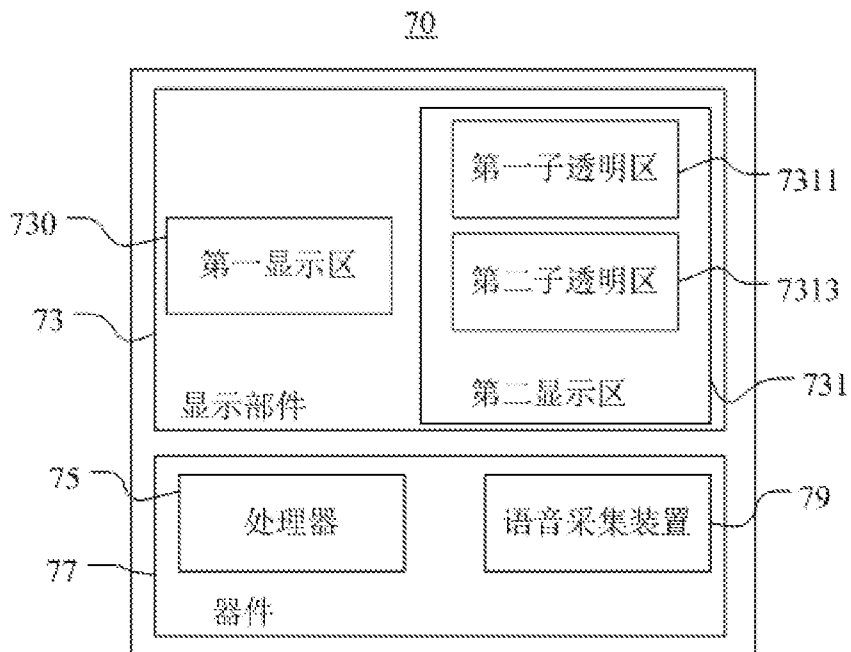 70
第一子透明区
7311
730
第一显示区
第二子透明区
7313
73
显示部件
第二显示区
731
75
处理器
语音采集装置
79
77
器件